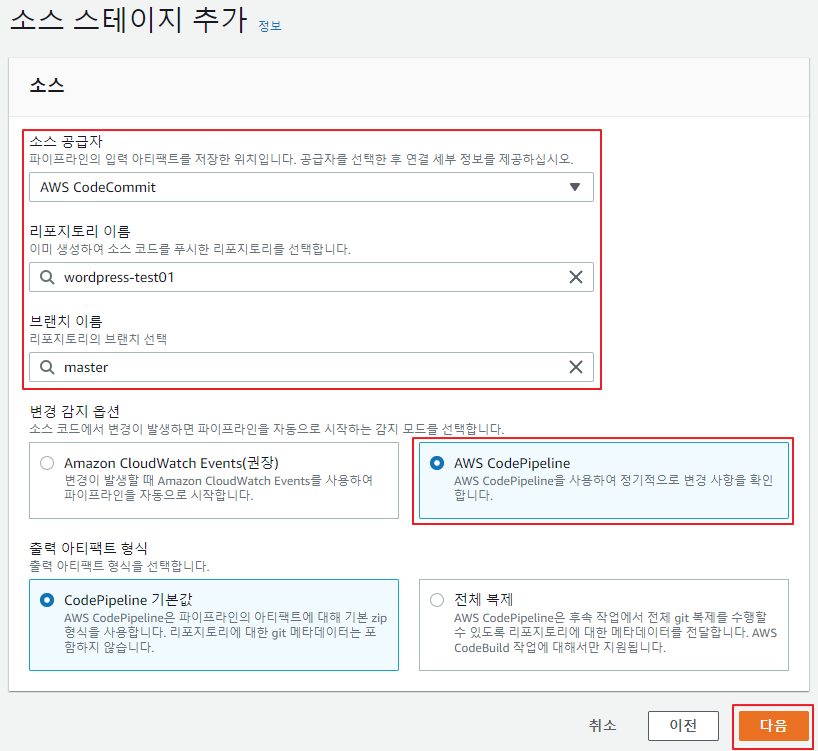 소스 스테이지 추가 정보
소스
소스 공급자
파이프라인의 입력 아티팩트를 저장한 위치입니다. 공급자를 선택한 후 연결 세부 정보를 제공하십시오.
AWS CodeCommit
리포지토리 이름
이미 생성하여 소스 코드를 푸시한 리포지토리를 선택합니다.
wordpress-test01
브랜치 이름
리포지토리의 브랜치 선택
master
변경 감지 옵션
소스 코드에서 변경이 발생하면 파이프라인을 자동으로 시작하는 감지 모드를 선택합니다.
Amazon CloudWatch Events(권장)
변경이 발생할 때 Amazon CloudWatch Events를 사용하여
파이프라인을 자동으로 시작합니다.
AWS CodePipeline
AWS CodePipeline을 사용하여 정기적으로 변경 사항을 확인
합니다.
출력 아티팩트 형식
출력 아티팩트 형식을 선택합니다.
CodePipeline 기본값
AWS CodePipeline은 파이프라인의 아티팩트에 대해 기본 zip
형식을 사용합니다. 리포지토리에 대한 git 메타데이터는 포
함하지 않습니다.
전체 복제
AWS CodePipeline은 후속 작업에서 전체 git 복제를 수행할
수 있도록 리포지토리에 대한 메타데이터를 전달합니다. AWS
CodeBuild 작업에 대해서만 지원됩니다.
취소
이전
다음